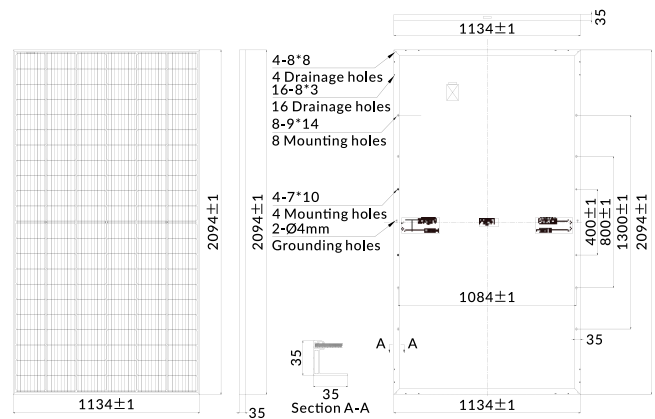 35
1134±1
4-8*8
4 Drainage holes
16-8*3
16 Drainage holes
8-9*14
8 Mounting holes
4-7*10
4 Mounting holes
2-Ø4mm
Grounding holes
2094±1
2094±1
400±1
800±1
1300±1
2094±1
1084±1
35
A A
35
35
Section A-A
1134±1
35
1134±1